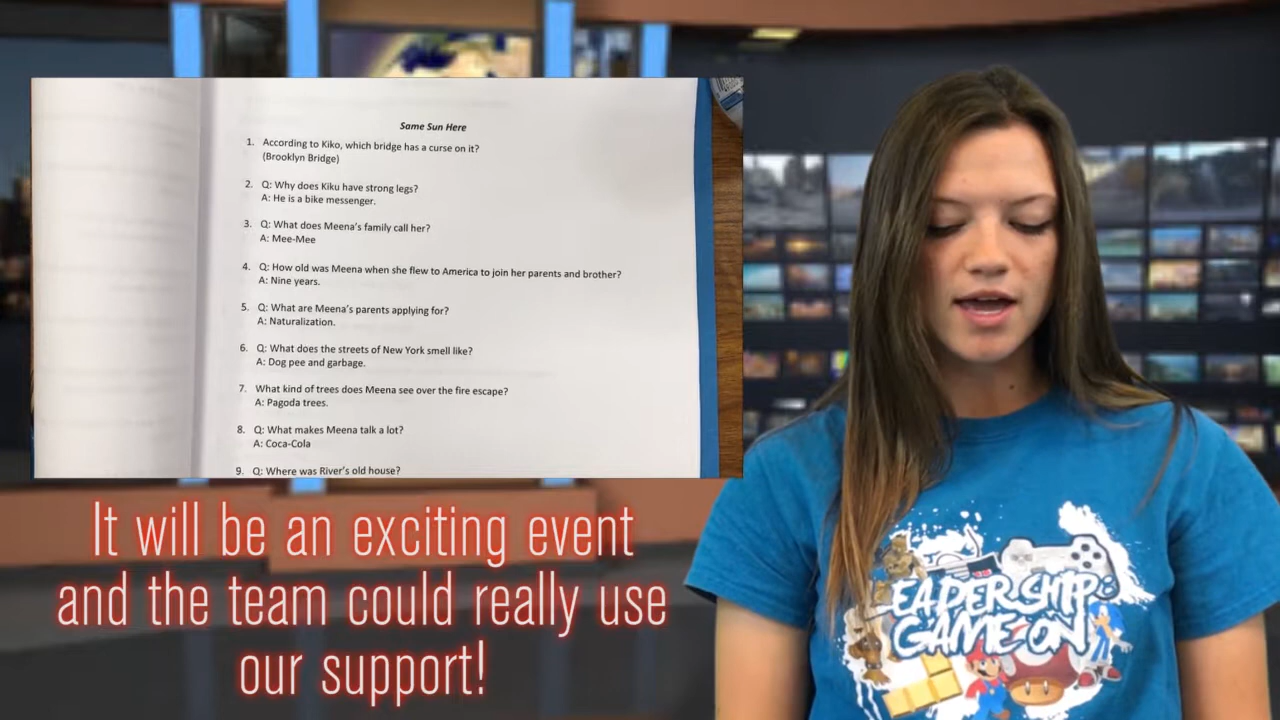 Same Sun Here
1. According to Kiko, which bridge has a curse on it?
(Brooklyn Bridge)
2. Q: Why does Kiku have strong legs?
A: He is a bike messenger.
3. Q: What does Meena's family call her?
A: Mee-Mee
4. Q: How old was Meena when she flew to America to join her parents and brother?
A: Nine years.
5. Q: What are Meena's parents applying for?
A: Naturalization.
6. Q: What does the streets of New York smell like?
A: Dog pee and garbage.
7. What kind of trees does Meena see over the fire escape?
A: Pagoda trees.
8. Q: What makes Meena talk a lot?
A: Coca-Cola
9. Q: Where was River's old house?
It will be an exciting event
and the team could really use
our support!
LEADERSHIP:
GAME ON